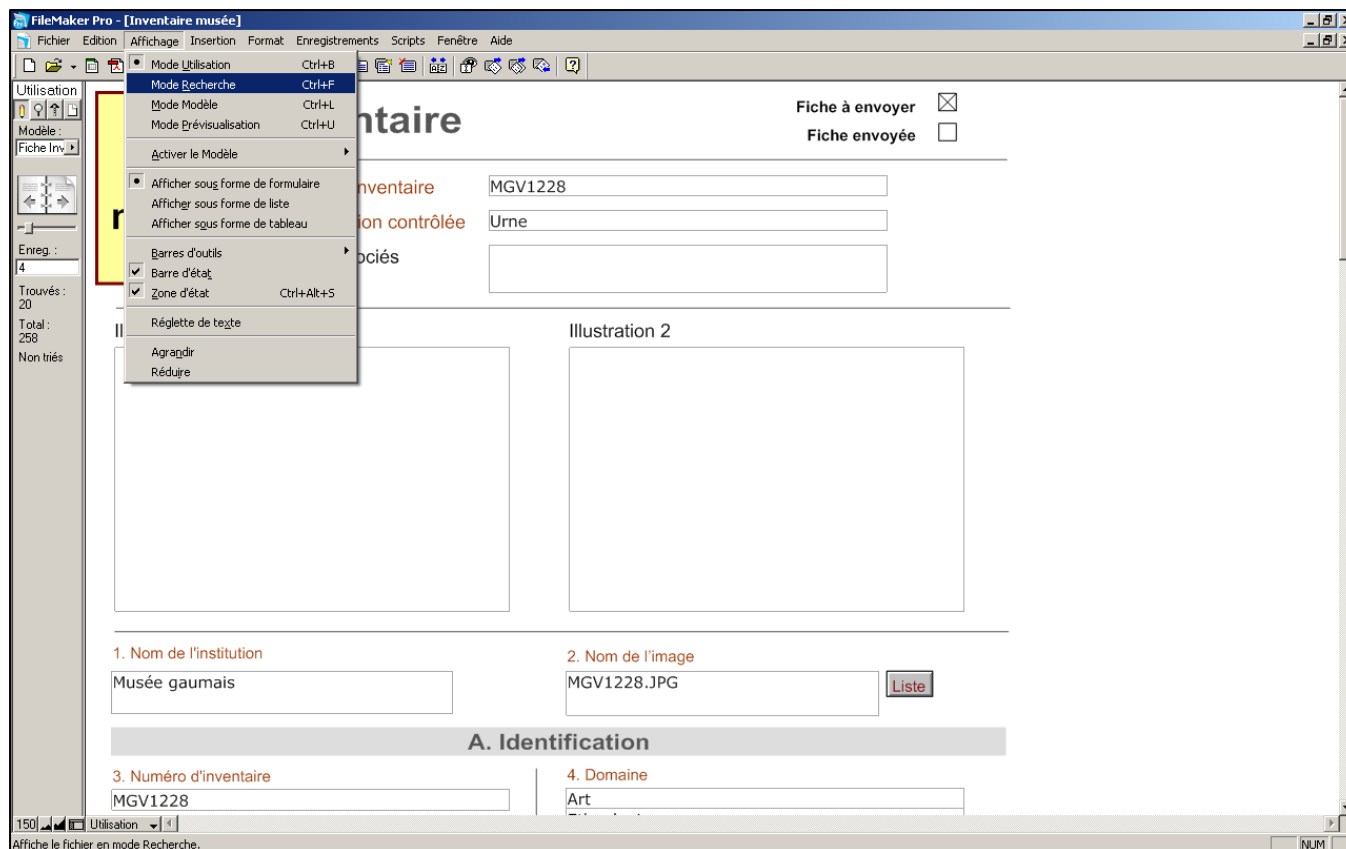 FileMaker Pro - [Inventaire musée]
Fichier Edition Affichage Insertion Format Enregistrements Scripts Fenêtre Aide
Mode Utilisation Ctrl+B
Mode Recherche Ctrl+F
Mode Modèle Ctrl+L
Mode Prévisualisation Ctrl+U
Activer le Modèle
Afficher sous forme de formulaire
Afficher sous forme de liste
Afficher sous forme de tableau
Barres d'outils
Barre d'état
Zone d'état Ctrl+Alt+S
Réglette de texte
Agrandir
Réduire
Utilisation
Modèle :
Fiche Inv
Enreg. :
4
Trouvés :
20
Total :
258
Non triés
ntaire
Fiche à envoyer
Fiche envoyée
nventaire MGV1228
ion contrôlée Urne
ociés
Ill
Illustration 2
1. Nom de l'institution
Musée gaumais
2. Nom de l'image
MGV1228.JPG
Liste
A. Identification
3. Numéro d'inventaire
MGV1228
4. Domaine
Art
150 Utilisation
Affiche le fichier en mode Recherche.
NUM